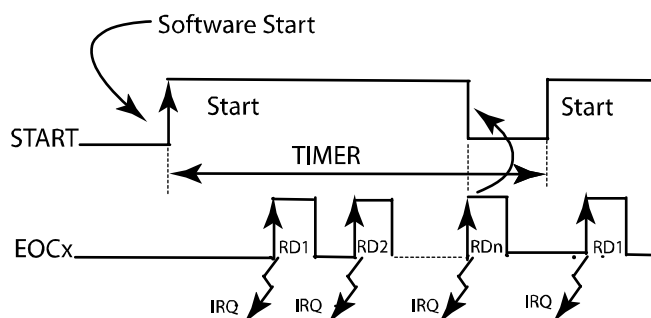 Software Start
Start
Start
START
TIMER
EOCx
RD1
RD2
RDn
RD1
IRQ
IRQ
IRQ
IRQ